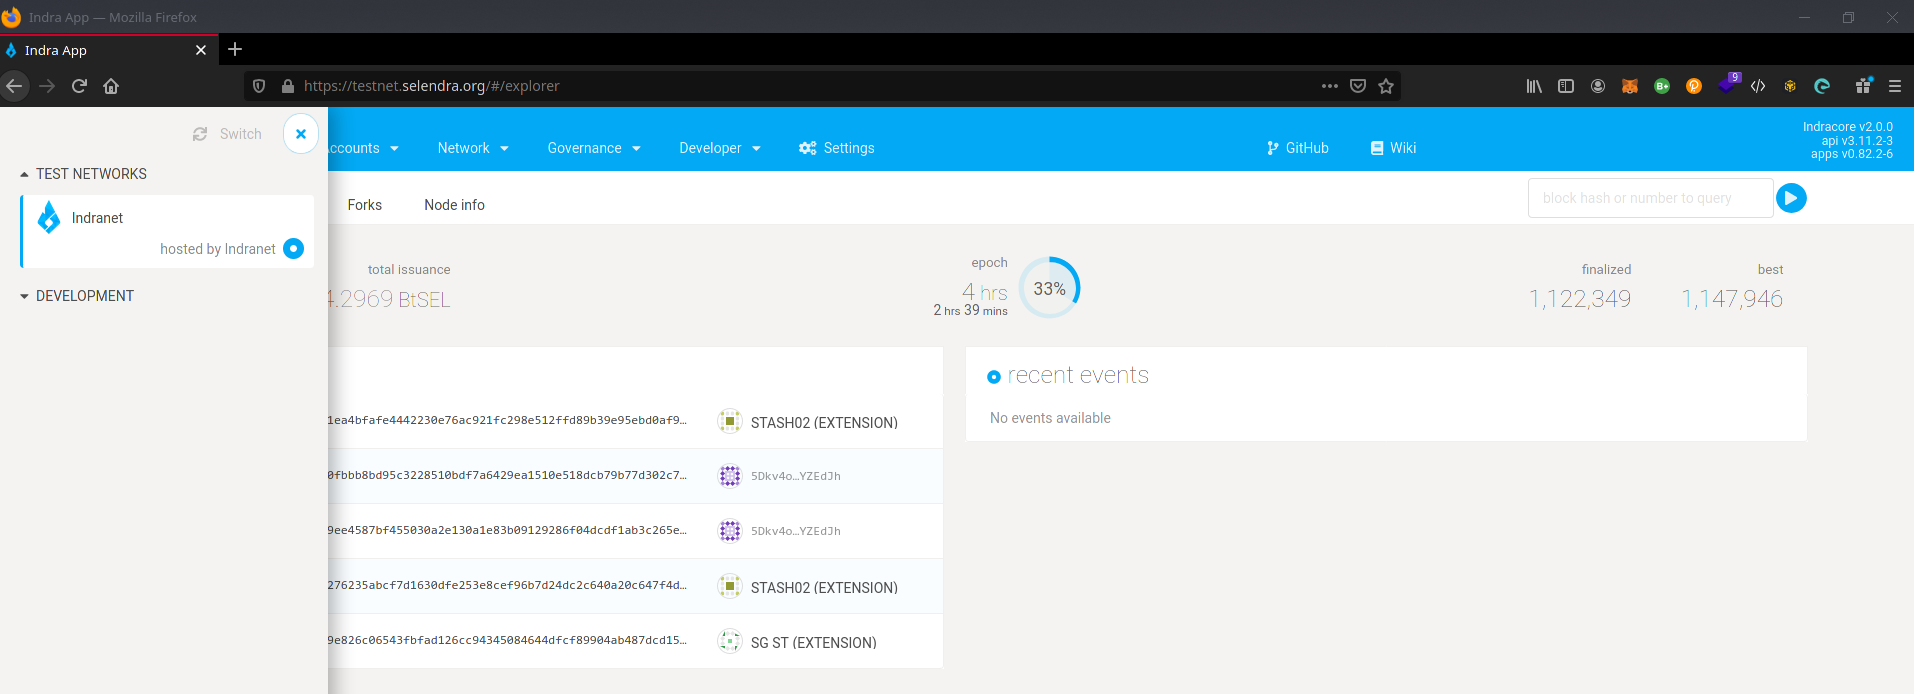 Indra App — Mozilla Firefox
Indra App
https://testnet.selendra.org/#/explorer
9
Switch
TEST NETWORKS
Indranet
hosted by Indranet
DEVELOPMENT
ccounts
Network
Governance
Developer
Settings
GitHub
Wiki
Indracore v2.0.0
api v3.11.2-3
apps v0.82.2-6
Forks
Node info
block hash or number to query
total issuance
4.2969 BtSEL
epoch
4 hrs
2 hrs 39 mins
33%
finalized
1,122,349
best
1,147,946
1ea4bfafe4442230e76ac921fc298e512ffd89b39e95ebd0af9…
STASH02 (EXTENSION)
0fbbb8bd95c3228510bdf7a6429ea1510e518dcb79b77d302c7…
5Dkv4o…YZEdJh
9ee4587bf455030a2e130a1e83b09129286f04dcdf1ab3c265e…
5Dkv4o…YZEdJh
276235abcf7d1630dfe253e8cef96b7d24dc2c640a20c647f4d…
STASH02 (EXTENSION)
9e826c06543fbfad126cc94345084644dfcf89904ab487dcd15…
SG ST (EXTENSION)
recent events
No events available